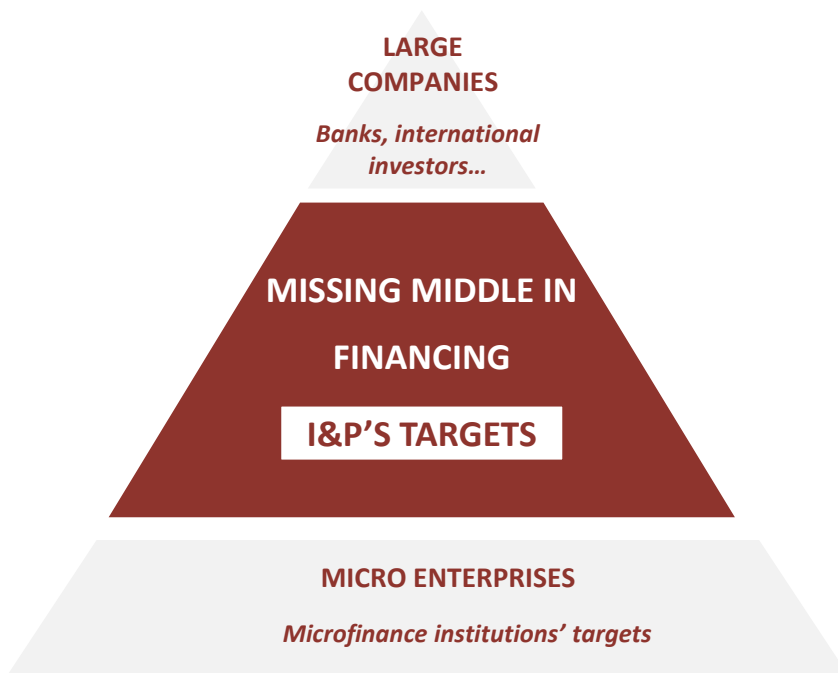 LARGE
COMPANIES
Banks, international
investors…
MISSING MIDDLE IN
FINANCING
I&P’S TARGETS
MICRO ENTERPRISES
Microfinance institutions’ targets